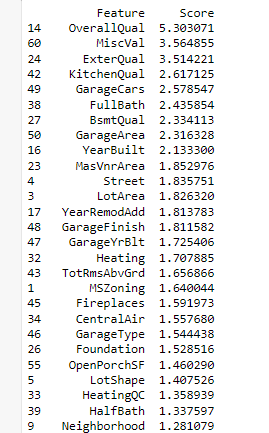 Feature Score
14 OverallQual 5.303071
60 MiscVal 3.564855
24 ExterQual 3.514221
42 KitchenQual 2.617125
49 GarageCars 2.578547
38 FullBath 2.435854
27 BsmtQual 2.334113
50 GarageArea 2.316328
16 YearBuilt 2.133300
23 MasVnrArea 1.852976
4 Street 1.835751
3 LotArea 1.826320
17 YearRemodAdd 1.813783
48 GarageFinish 1.811582
47 GarageYrBlt 1.725406
32 Heating 1.707885
43 TotRmsAbvGrd 1.656866
1 MSZoning 1.640044
45 Fireplaces 1.591973
34 CentralAir 1.557680
46 GarageType 1.544438
26 Foundation 1.528516
55 OpenPorchSF 1.460290
5 LotShape 1.407526
33 HeatingQC 1.358939
39 HalfBath 1.337597
9 Neighborhood 1.281079